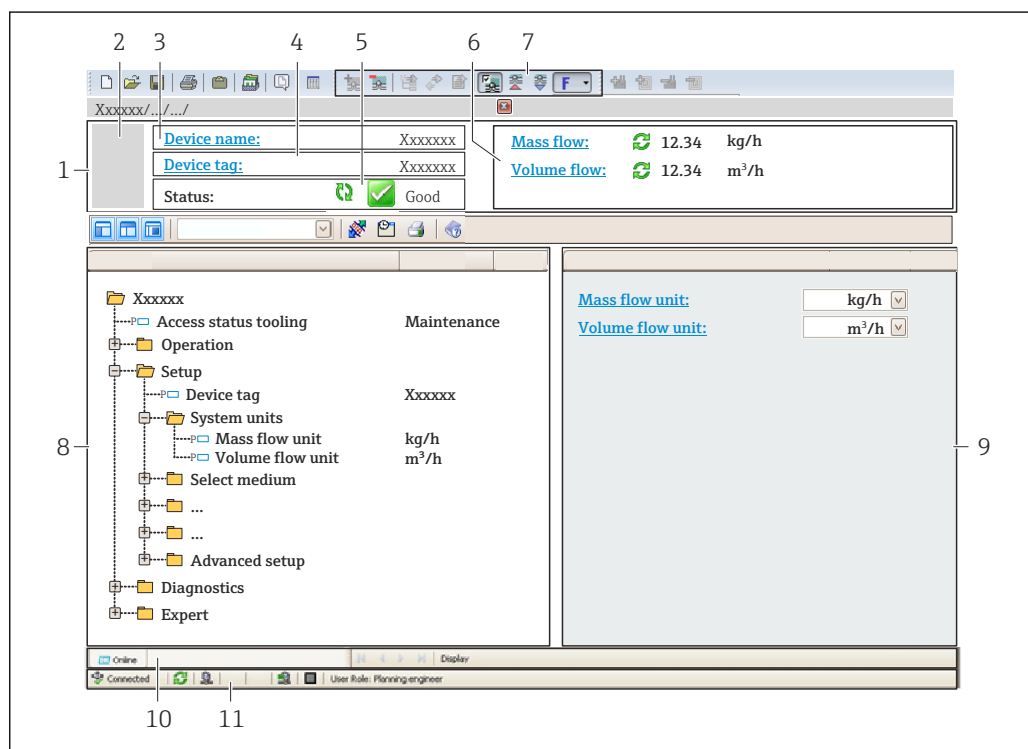 2 3 4 5 6 7
F
Xxxxxx/.../.../
1
Device name: Xxxxxxx
Device tag: Xxxxxxx
Status: Good
Mass flow: 12.34 kg/h
Volume flow: 12.34 m³/h
Xxxxxx
P Access status tooling Maintenance
Operation
Setup
P Device tag Xxxxxx
System units
P Mass flow unit kg/h
P Volume flow unit m³/h
Select medium
...
...
Advanced setup
Diagnostics
Expert
Mass flow unit: kg/h
Volume flow unit: m³/h
8
9
Online Display
Connected User Role: Planning engineer
10 11